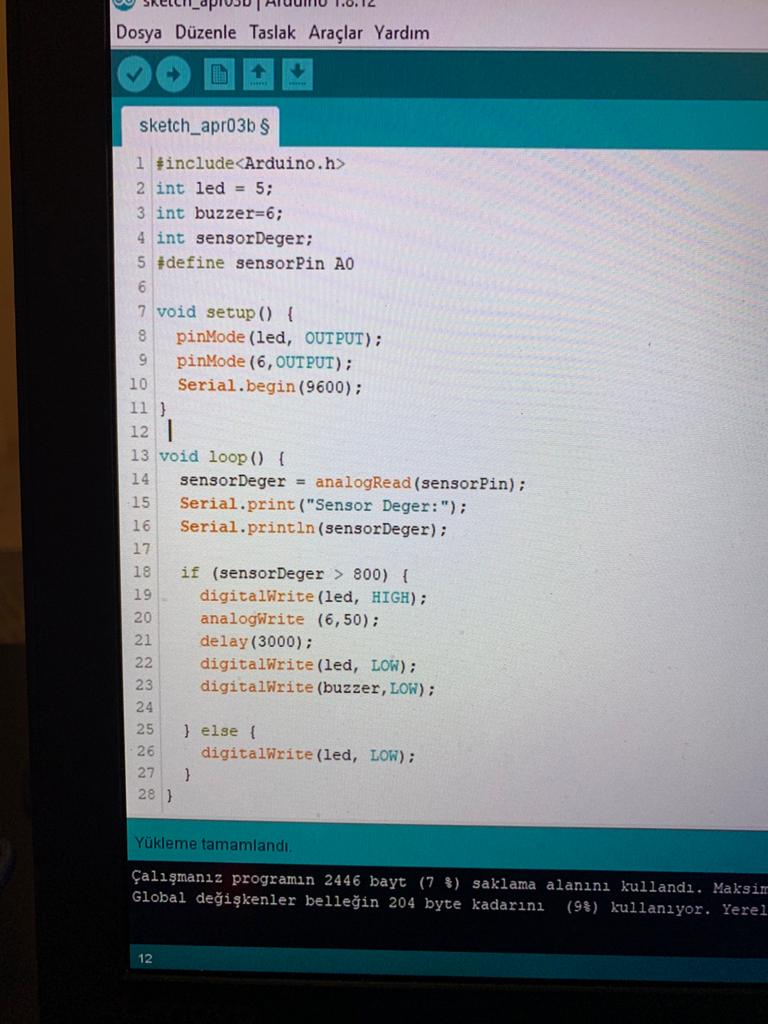 sketch_apr03b | Arduino 1.8.12
Dosya Düzenle Taslak Araçlar Yardım
sketch_apr03b §
1 #include<Arduino.h>
2 int led = 5;
3 int buzzer=6;
4 int sensorDeger;
5 #define sensorPin A0
6
7 void setup() {
8 pinMode(led, OUTPUT);
9 pinMode(6,OUTPUT);
10 Serial.begin(9600);
11 }
12
13 void loop() {
14 sensorDeger = analogRead(sensorPin);
15 Serial.print("Sensor Deger:");
16 Serial.println(sensorDeger);
17
18 if (sensorDeger > 800) {
19 digitalWrite(led, HIGH);
20 analogWrite (6,50);
21 delay(3000);
22 digitalWrite(led, LOW);
23 digitalWrite(buzzer,LOW);
24
25 } else {
26 digitalWrite(led, LOW);
27 }
28 }
Yükleme tamamlandı.
Çalışmanız programın 2446 bayt (7 %) saklama alanını kullandı. Maksim
Global değişkenler belleğin 204 byte kadarını (9%) kullanıyor. Yerel
12